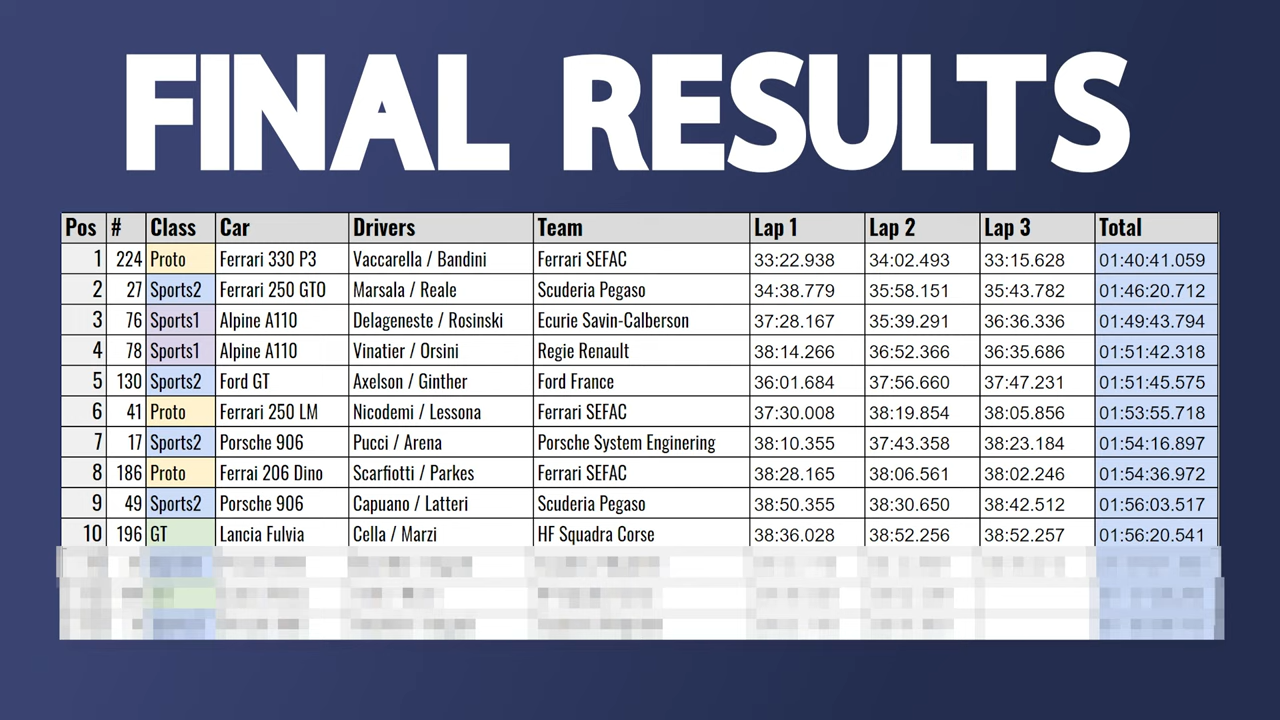 FINAL RESULTS
Pos # Class Car Drivers Team Lap 1 Lap 2 Lap 3 Total
1 224 Proto Ferrari 330 P3 Vaccarella / Bandini Ferrari SEFAC 33:22.938 34:02.493 33:15.628 01:40:41.059
2 27 Sports2 Ferrari 250 GTO Marsala / Reale Scuderia Pegaso 34:38.779 35:58.151 35:43.782 01:46:20.712
3 76 Sports1 Alpine A110 Delageneste / Rosinski Ecurie Savin-Calberson 37:28.167 35:39.291 36:36.336 01:49:43.794
4 78 Sports1 Alpine A110 Vinatier / Orsini Regie Renault 38:14.266 36:52.366 36:35.686 01:51:42.318
5 130 Sports2 Ford GT Axelson / Ginther Ford France 36:01.684 37:56.660 37:47.231 01:51:45.575
6 41 Proto Ferrari 250 LM Nicodemi / Lessona Ferrari SEFAC 37:30.008 38:19.854 38:05.856 01:53:55.718
7 17 Sports2 Porsche 906 Pucci / Arena Porsche System Enginering 38:10.355 37:43.358 38:23.184 01:54:16.897
8 186 Proto Ferrai 206 Dino Scarfiotti / Parkes Ferrari SEFAC 38:28.165 38:06.561 38:02.246 01:54:36.972
9 49 Sports2 Porsche 906 Capuano / Latteri Scuderia Pegaso 38:50.355 38:30.650 38:42.512 01:56:03.517
10 196 GT Lancia Fulvia Cella / Marzi HF Squadra Corse 38:36.028 38:52.256 38:52.257 01:56:20.541